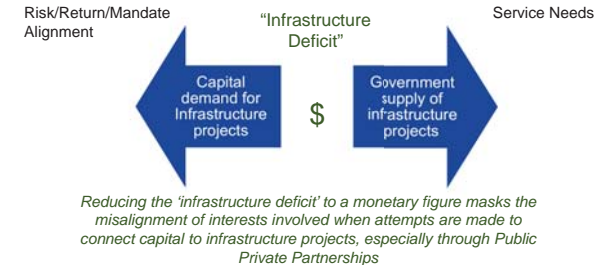 Risk/Return/Mandate
Alignment
“Infrastructure
Deficit”
Service Needs
Capital
demand for
Infrastructure
projects
$
Government
supply of
infrastructure
projects
Reducing the ‘infrastructure deficit’ to a monetary figure masks the
misalignment of interests involved when attempts are made to
connect capital to infrastructure projects, especially through Public
Private Partnerships